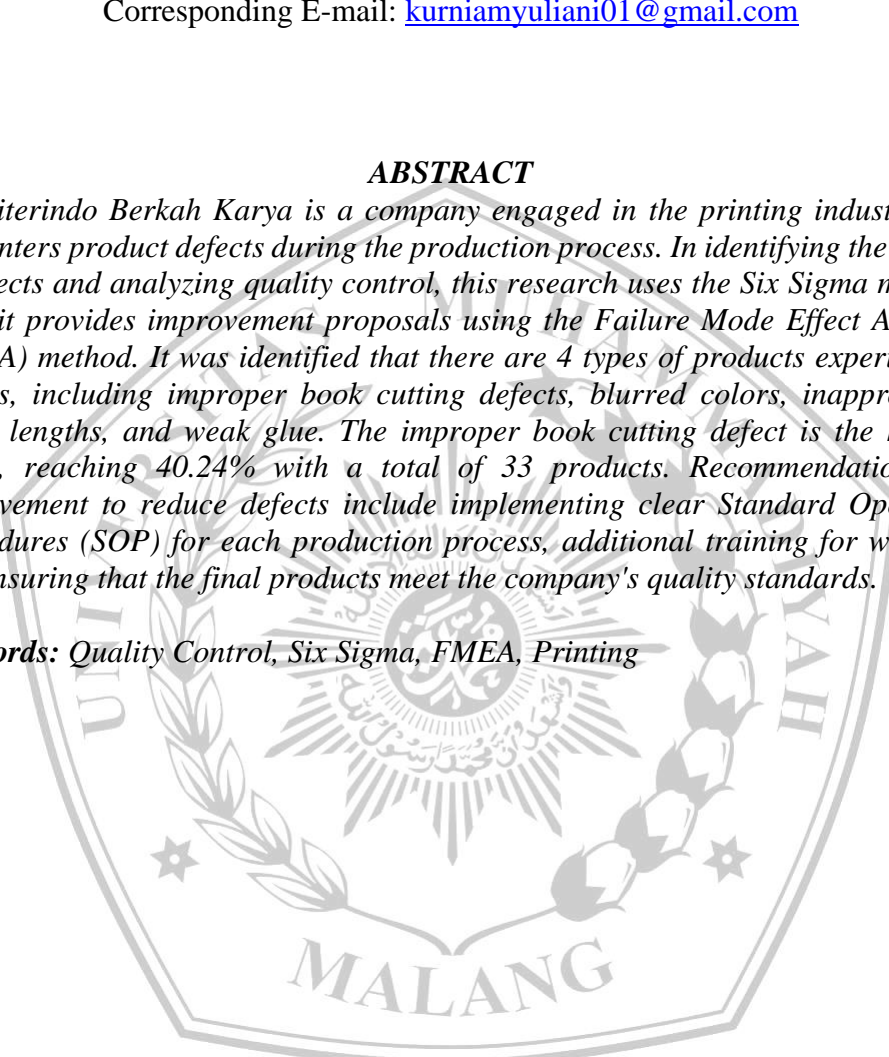 Corresponding E-mail: kurniamyuliani01@gmail.com
ABSTRACT
iterindo Berkah Karya is a company engaged in the printing indust
nters product defects during the production process. In identifying the
ects and analyzing quality control, this research uses the Six Sigma m
it provides improvement proposals using the Failure Mode Effect A
A) method. It was identified that there are 4 types of products experi
s, including improper book cutting defects, blurred colors, inappr
lengths, and weak glue. The improper book cutting defect is the
, reaching 40.24% with a total of 33 products. Recommendatio
vement to reduce defects include implementing clear Standard Ope
dures (SOP) for each production process, additional training for w
nsuring that the final products meet the company's quality standards.
ords: Quality Control, Six Sigma, FMEA, Printing
UNIVERSITAS MUHAMMADIYAH
MALANG